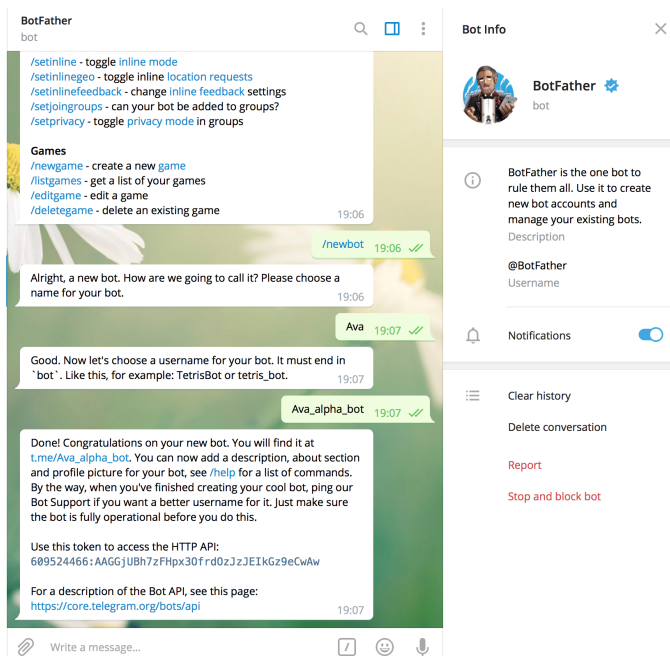 BotFather
bot
/setinline - toggle inline mode
/setinlinegeo - toggle inline location requests
/setinlinefeedback - change inline feedback settings
/setjoingroups - can your bot be added to groups?
/setprivacy - toggle privacy mode in groups
Games
/newgame - create a new game
/listgames - get a list of your games
/editgame - edit a game
/deletegame - delete an existing game
19:06
/newbot 19:06
Alright, a new bot. How are we going to call it? Please choose a
name for your bot.
19:06
Ava 19:07
Good. Now let's choose a username for your bot. It must end in
`bot`. Like this, for example: TetrisBot or tetris_bot.
19:07
Ava_alpha_bot 19:07
Done! Congratulations on your new bot. You will find it at
t.me/Ava_alpha_bot. You can now add a description, about section
and profile picture for your bot, see /help for a list of commands.
By the way, when you've finished creating your cool bot, ping our
Bot Support if you want a better username for it. Just make sure
the bot is fully operational before you do this.
Use this token to access the HTTP API:
609524466:AAGGjUBh7zFHpx3OfrdOzJzJEIkGz9eCwAw
For a description of the Bot API, see this page:
https://core.telegram.org/bots/api
19:07
Write a message...
Bot Info
BotFather
bot
BotFather is the one bot to
rule them all. Use it to create
new bot accounts and
manage your existing bots.
Description
@BotFather
Username
Notifications
Clear history
Delete conversation
Report
Stop and block bot